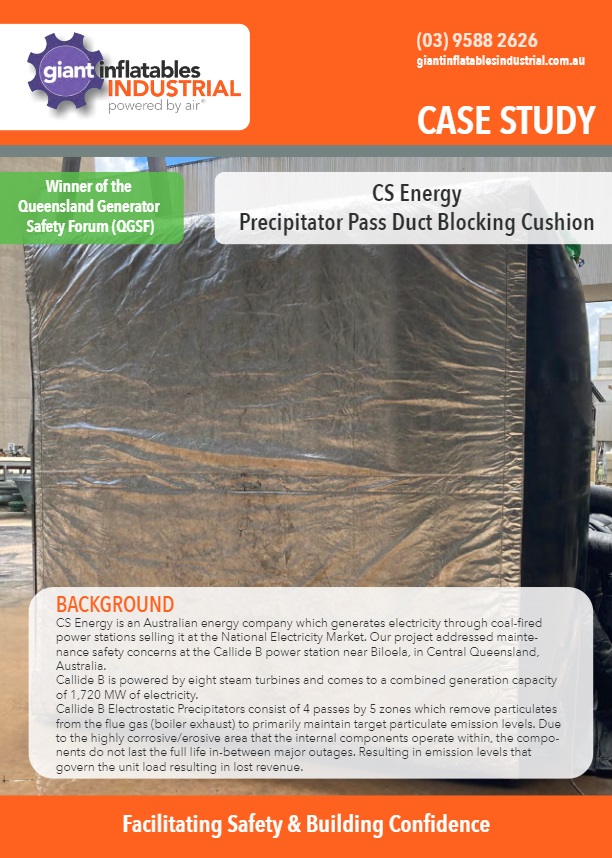 giant inflatables
INDUSTRIAL
powered by air®
(03) 9588 2626
giantinflatablesindustrial.com.au
CASE STUDY
Winner of the
Queensland Generator
Safety Forum (QGSF)
CS Energy
Precipitator Pass Duct Blocking Cushion
BACKGROUND
CS Energy is an Australian energy company which generates electricity through coal-fired
power stations selling it at the National Electricity Market. Our project addressed mainte-
nance safety concerns at the Callide B power station near Biloela, in Central Queensland,
Australia.
Callide B is powered by eight steam turbines and comes to a combined generation capacity
of 1,720 MW of electricity.
Callide B Electrostatic Precipitators consist of 4 passes by 5 zones which remove particulates
from the flue gas (boiler exhaust) to primarily maintain target particulate emission levels. Due
to the highly corrosive/erosive area that the internal components operate within, the compo-
nents do not last the full life in-between major outages. Resulting in emission levels that
govern the unit load resulting in lost revenue.
Facilitating Safety & Building Confidence